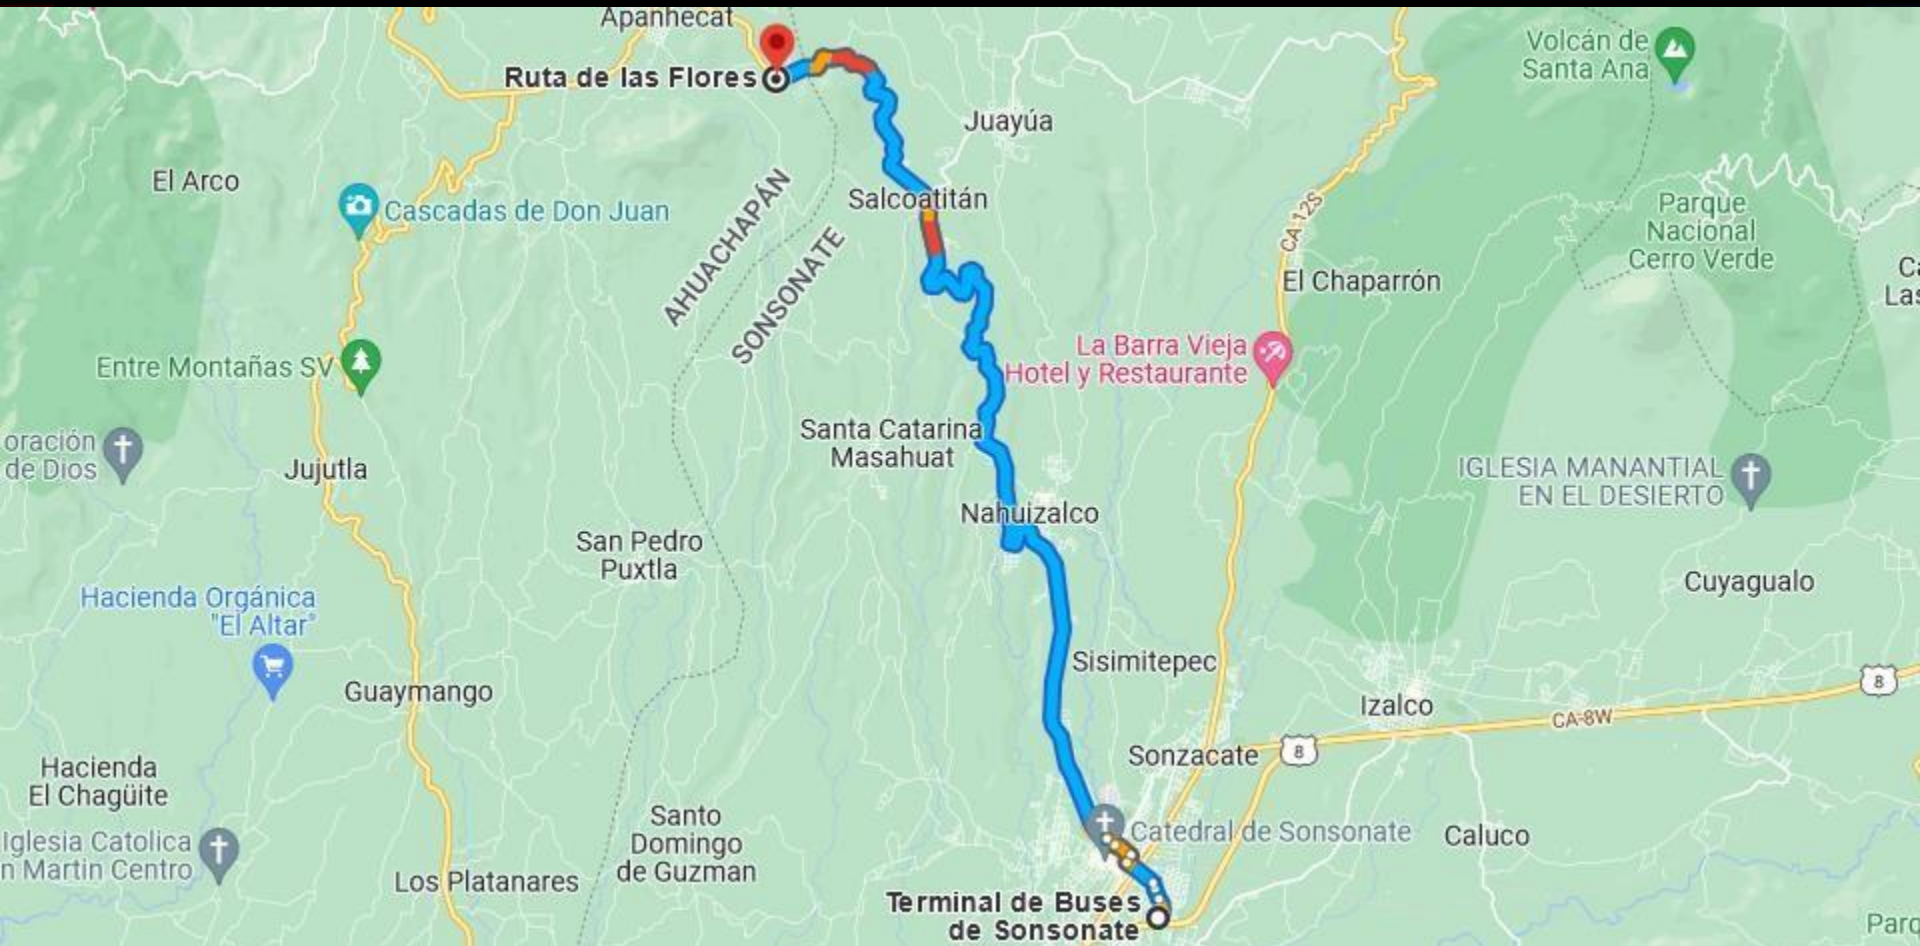 Apanhecat
Ruta de las Flores
Volcán de
Santa Ana
Juayúa
El Arco
Cascadas de Don Juan
Salcoatitán
AHUACHAPÁN
SONSONATE
CA-12S
Parque
Nacional
Cerro Verde
El Chaparrón
Ca
Las
Entre Montañas SV
La Barra Vieja
Hotel y Restaurante
oración
de Dios
Jujutla
Santa Catarina
Masahuat
IGLESIA MANANTIAL
EN EL DESIERTO
Nahuizalco
San Pedro
Puxtla
Hacienda Orgánica
"El Altar"
Cuyagualo
Sisimitepec
Guaymango
8
Izalco
CA-8W
Sonzacate
8
Hacienda
El Chagüite
Santo
Domingo
de Guzman
Catedral de Sonsonate
Caluco
Iglesia Catolica
n Martin Centro
Los Platanares
Terminal de Buses
de Sonsonate
Parq